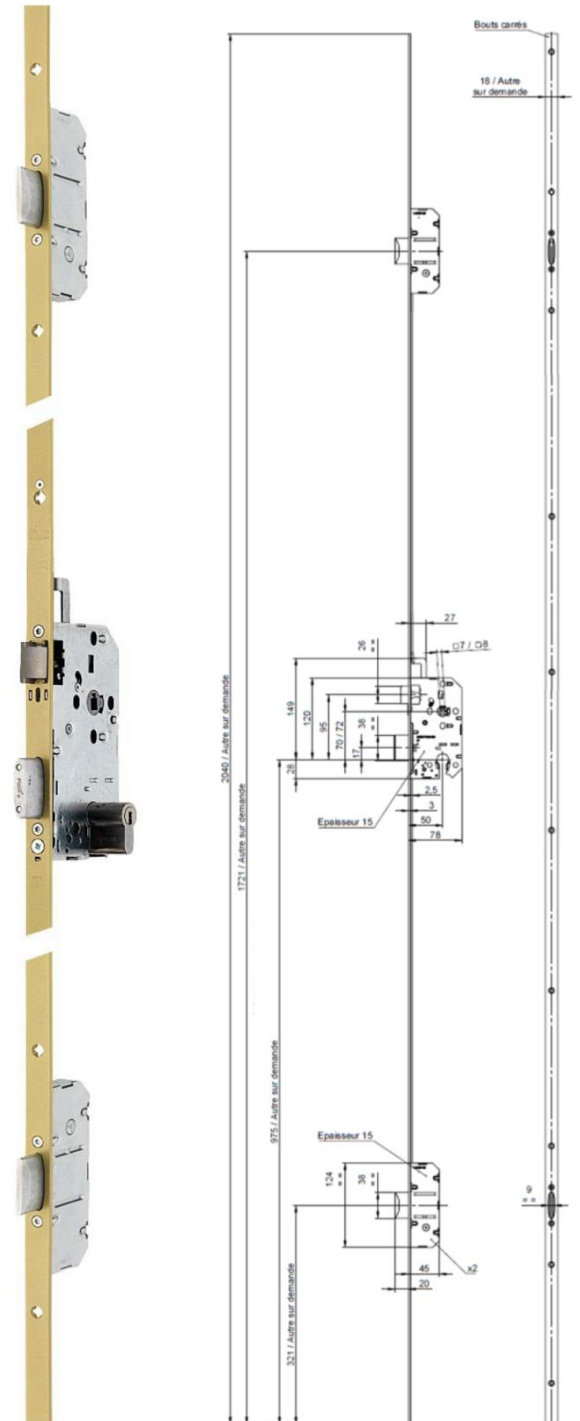 Bouts carrés
18 / Autre
sur demande
27
26
= =
□7 / □8
149
120
95
70 / 72
38
= =
17
28
2,5
3
50
78
Epaisseur 15
2040 / Autre sur demande
1721 / Autre sur demande
975 / Autre sur demande
Epaisseur 15
124
= =
38
= =
x2
45
20
= =
321 / Autre sur demande